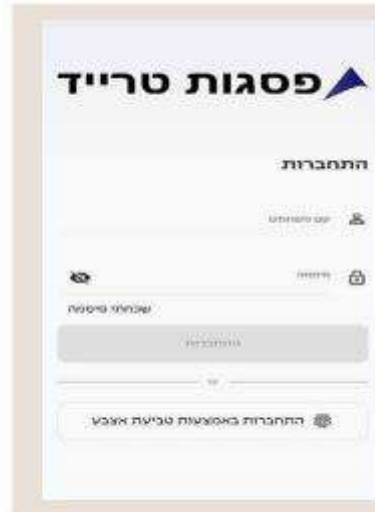 פסגות טרייד
התחברות
שם משתמש
סיסמה
שכחתי סיסמה
התחברות
או
התחברות באמצעות טביעת אצבע